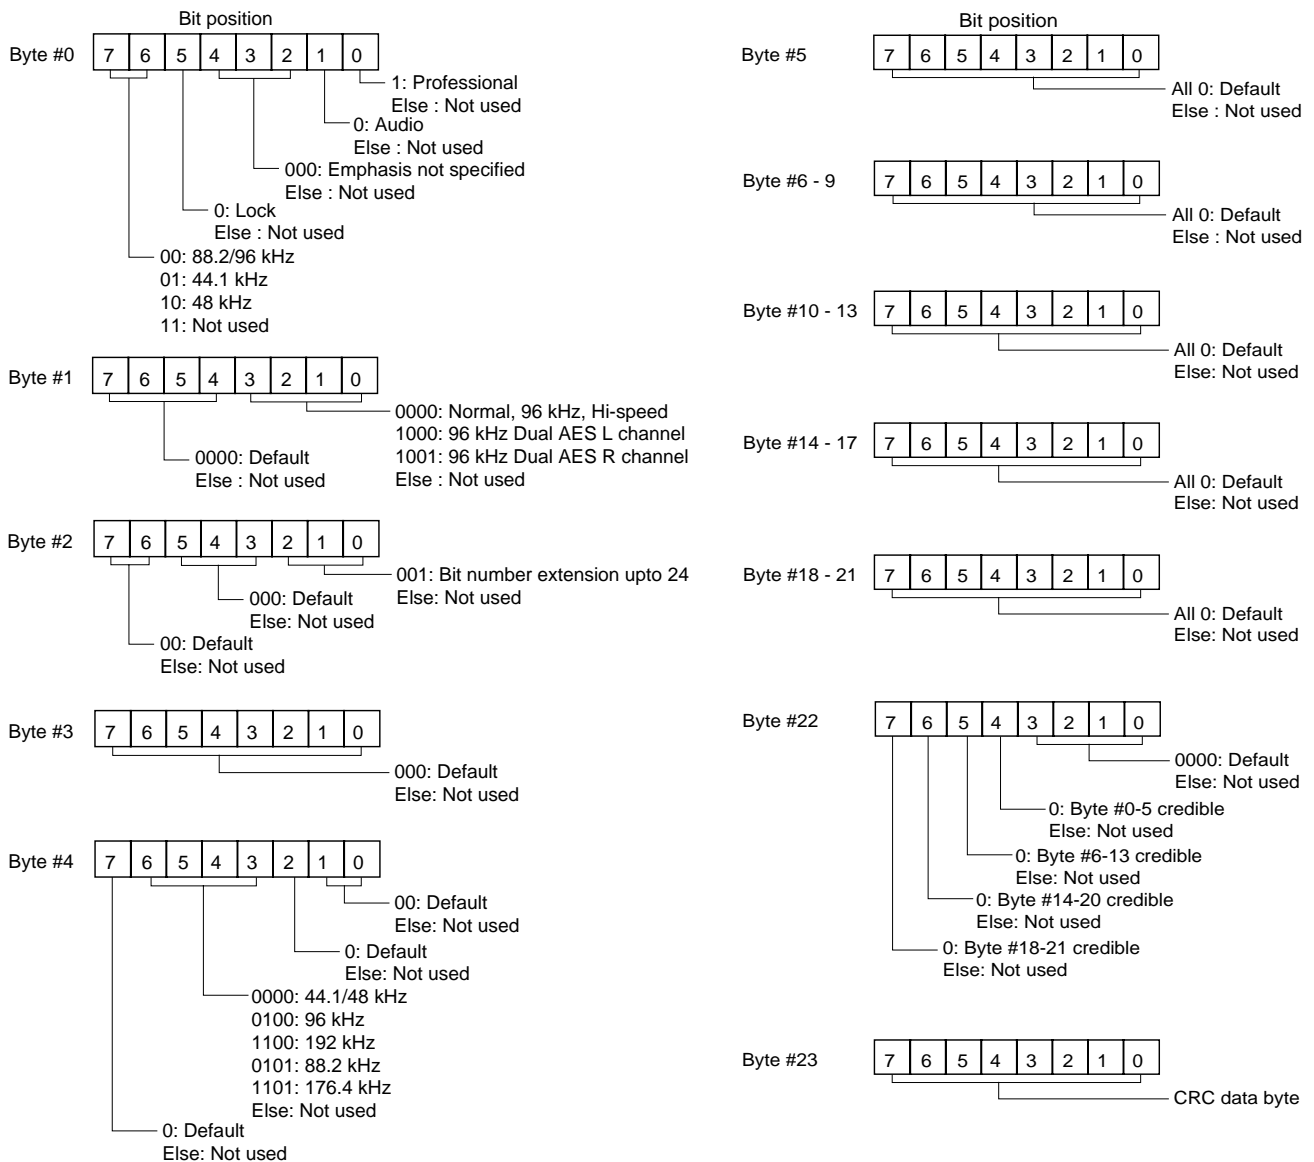 Bit position
Byte #0
7 6 5 4 3 2 1 0
1: Professional
Else : Not used
0: Audio
Else : Not used
000: Emphasis not specified
Else : Not used
0: Lock
Else : Not used
00: 88.2/96 kHz
01: 44.1 kHz
10: 48 kHz
11: Not used
Byte #1
7 6 5 4 3 2 1 0
0000: Normal, 96 kHz, Hi-speed
1000: 96 kHz Dual AES L channel
1001: 96 kHz Dual AES R channel
Else : Not used
0000: Default
Else : Not used
Byte #2
7 6 5 4 3 2 1 0
001: Bit number extension upto 24
Else: Not used
000: Default
Else: Not used
00: Default
Else: Not used
Byte #3
7 6 5 4 3 2 1 0
000: Default
Else: Not used
Byte #4
7 6 5 4 3 2 1 0
00: Default
Else: Not used
0: Default
Else: Not used
0000: 44.1/48 kHz
0100: 96 kHz
1100: 192 kHz
0101: 88.2 kHz
1101: 176.4 kHz
Else: Not used
0: Default
Else: Not used
Bit position
Byte #5
7 6 5 4 3 2 1 0
All 0: Default
Else : Not used
Byte #6 - 9
7 6 5 4 3 2 1 0
All 0: Default
Else : Not used
Byte #10 - 13
7 6 5 4 3 2 1 0
All 0: Default
Else: Not used
Byte #14 - 17
7 6 5 4 3 2 1 0
All 0: Default
Else: Not used
Byte #18 - 21
7 6 5 4 3 2 1 0
All 0: Default
Else: Not used
Byte #22
7 6 5 4 3 2 1 0
0000: Default
Else: Not used
0: Byte #0-5 credible
Else: Not used
0: Byte #6-13 credible
Else: Not used
0: Byte #14-20 credible
Else: Not used
0: Byte #18-21 credible
Else: Not used
Byte #23
7 6 5 4 3 2 1 0
CRC data byte